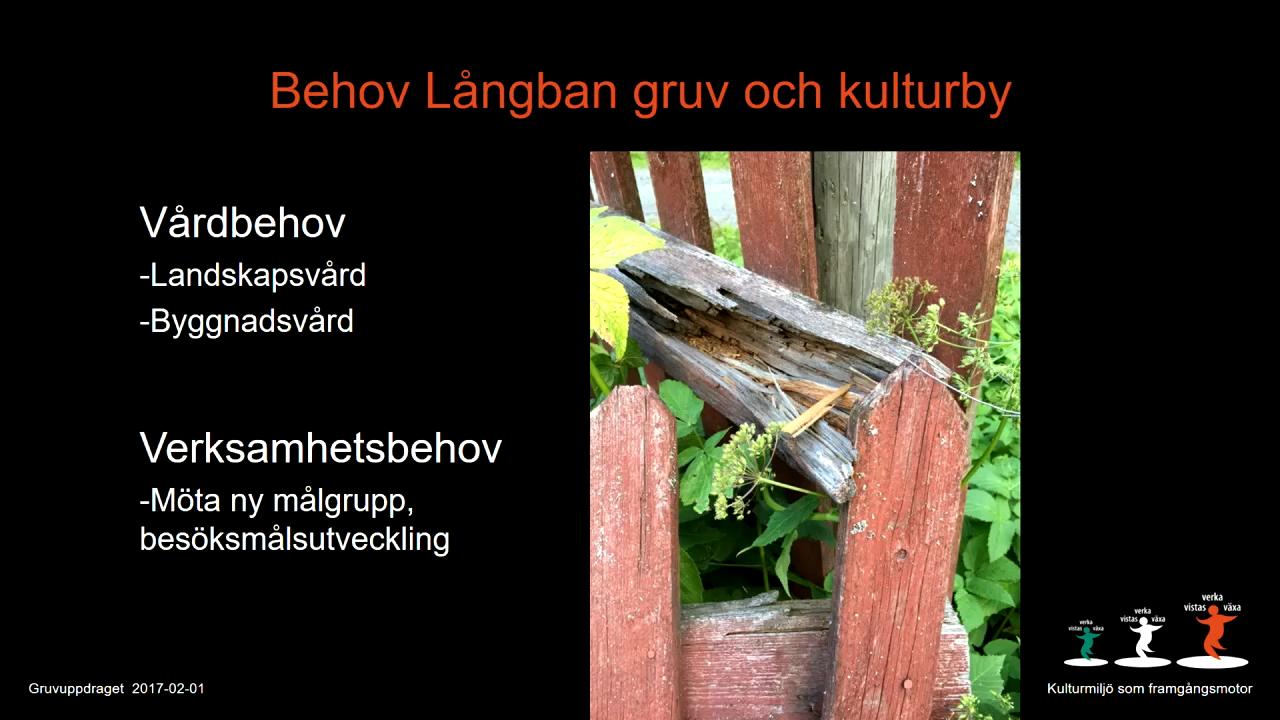 Behov Långban gruv och kulturby
Vårdbehov
-Landskapsvård
-Byggnadsvård
Verksamhetsbehov
-Möta ny målgrupp,
besöksmålsutveckling
verka
vistas växa
verka
vistas växa
verka
vistas växa
Gruvuppdraget 2017-02-01
Kulturmiljö som framgångsmotor